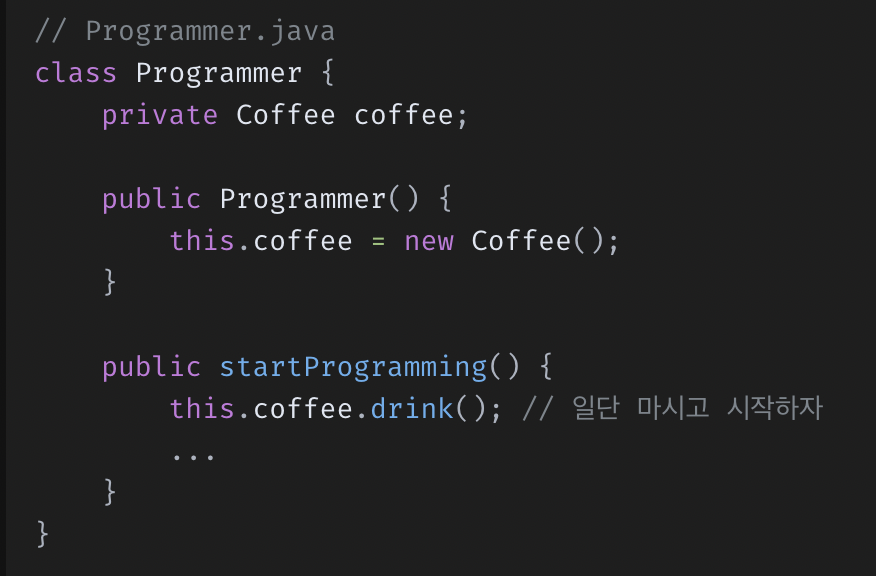 // Programmer.java
class Programmer {
    private Coffee coffee;

    public Programmer() {
        this.coffee = new Coffee();
    }

    public startProgramming() {
        this.coffee.drink(); // 일단 마시고 시작하자
        ...
    }
}